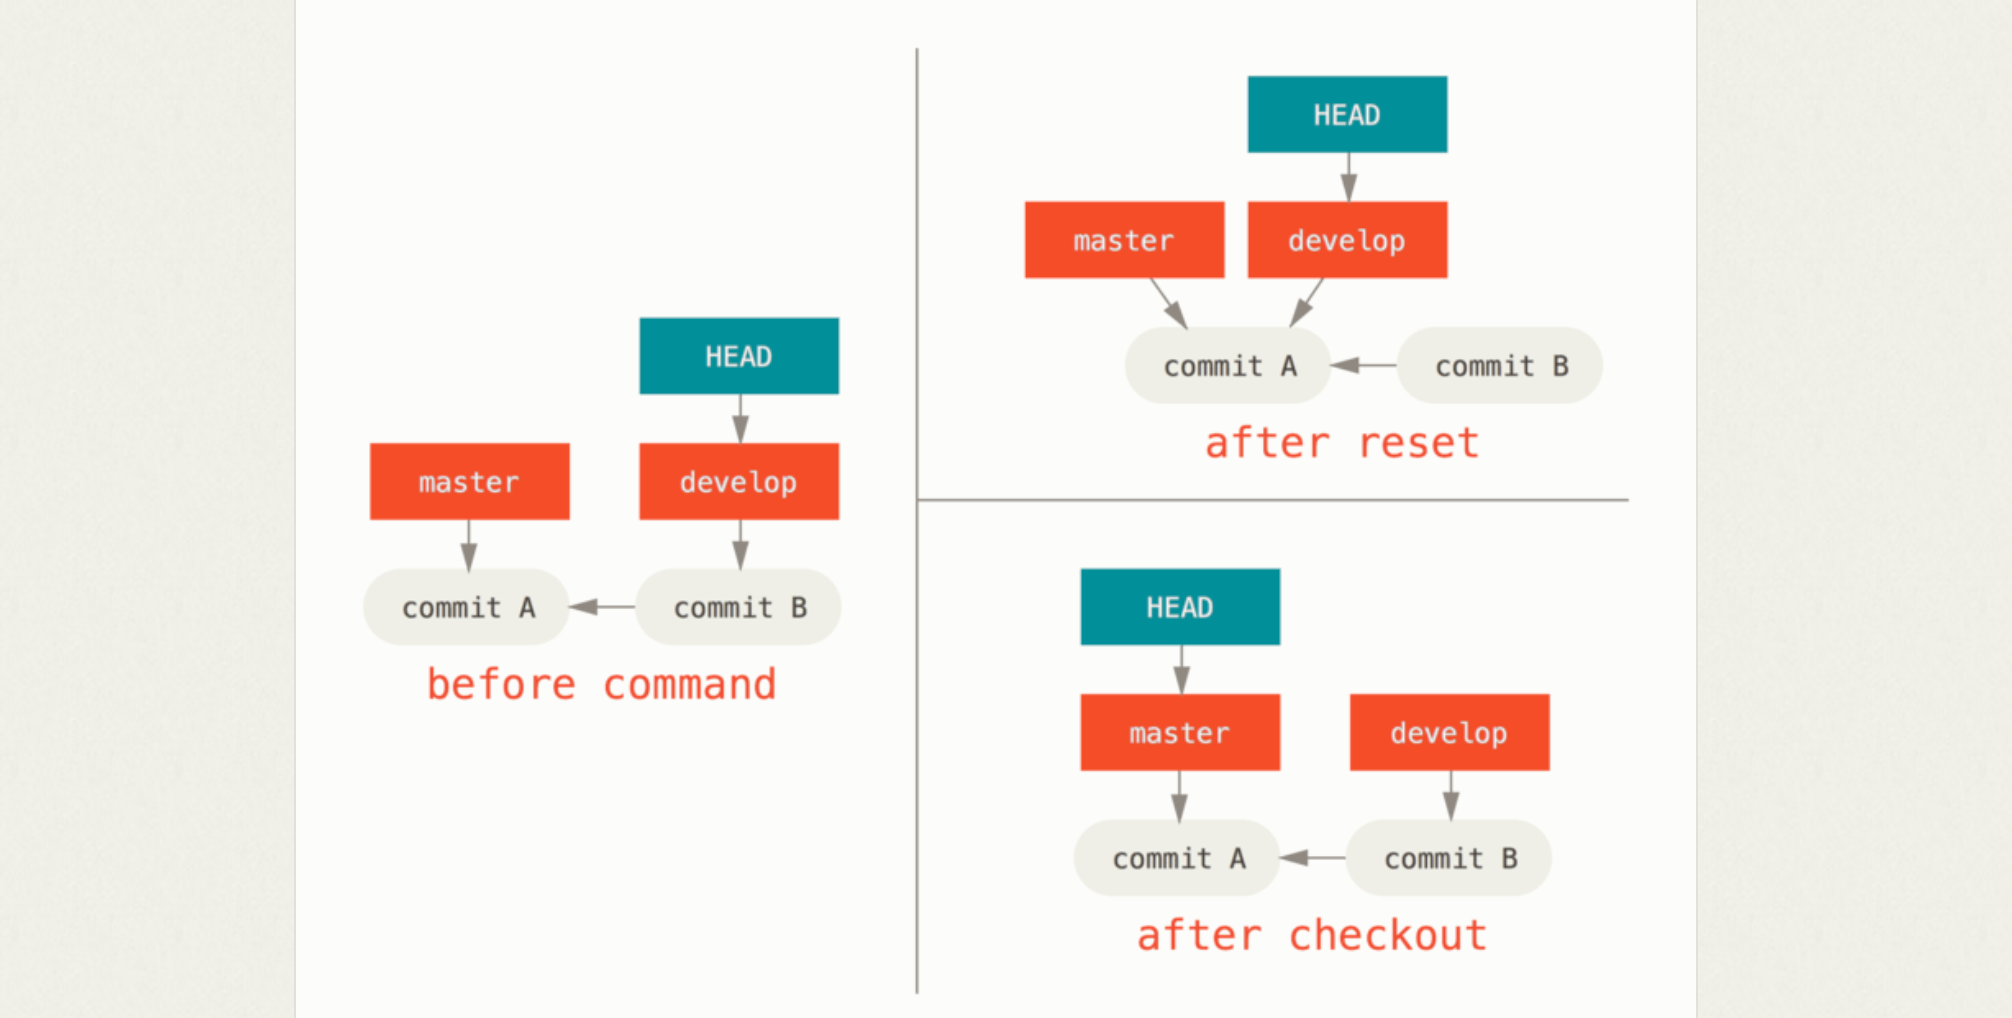 HEAD
master
develop
commit A
commit B
before command
HEAD
master
develop
commit A
commit B
after reset
HEAD
master
develop
commit A
commit B
after checkout